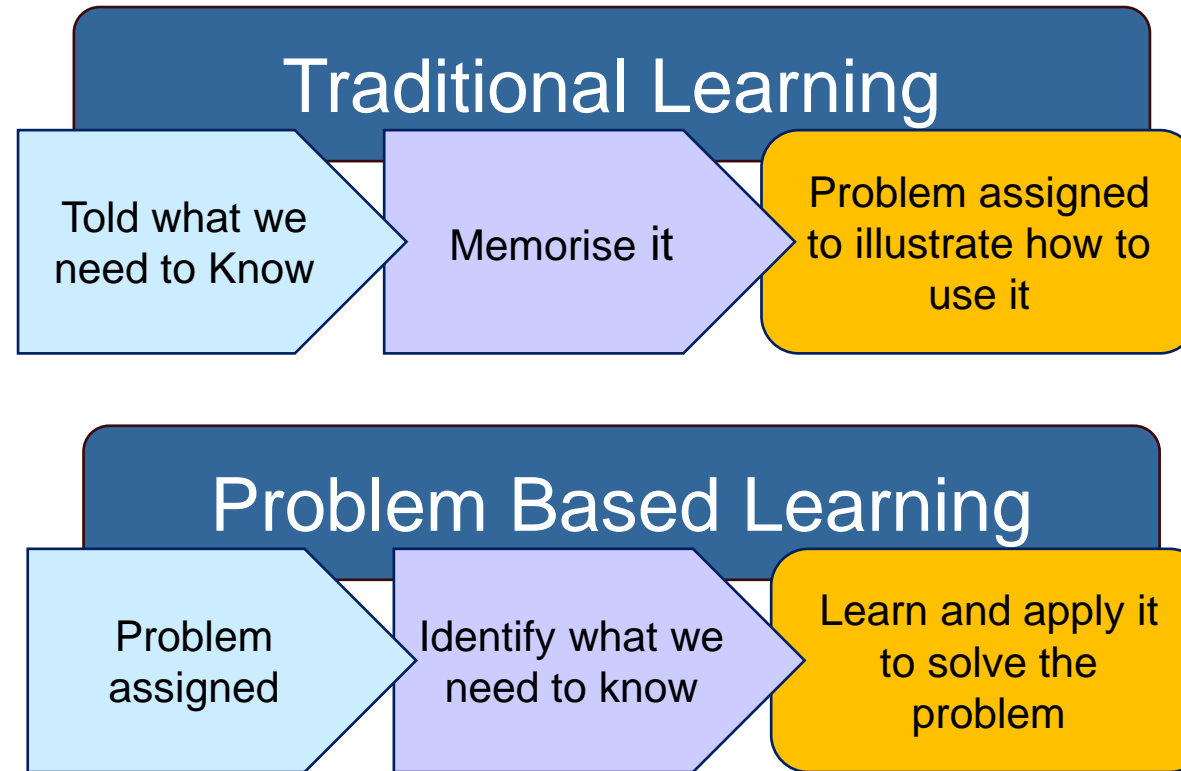 Traditional Learning
Told what we
need to Know
Memorise it
Problem assigned
to illustrate how to
use it
Problem Based Learning
Problem
assigned
Identify what we
need to know
Learn and apply it
to solve the
problem